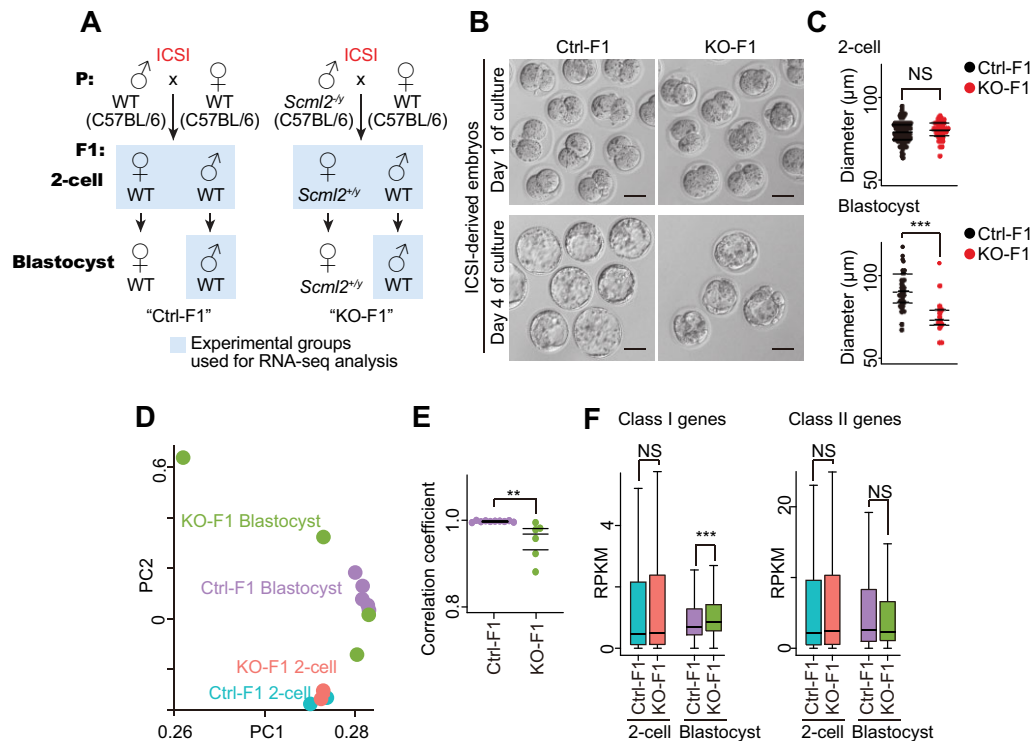 A
ICSI
ICSI
P:
♂ x ♀
♂ x ♀
WT
(C57BL/6)
WT
(C57BL/6)
Scml2-/y
(C57BL/6)
WT
(C57BL/6)
F1:
2-cell
♀
WT
♂
WT
♀
Scml2+/y
♂
WT
Blastocyst
♀
WT
♂
WT
♀
Scml2+/y
♂
WT
“Ctrl-F1”
“KO-F1”
Experimental groups
used for RNA-seq analysis
B
Ctrl-F1
KO-F1
ICSI-derived embryos
Day 1 of culture
Day 4 of culture
C
2-cell
NS
Ctrl-F1
KO-F1
Diameter (µm)
100
50
Blastocyst
***
Ctrl-F1
KO-F1
Diameter (µm)
100
50
D
PC2
0.6
0
KO-F1 Blastocyst
Ctrl-F1 Blastocyst
KO-F1 2-cell
Ctrl-F1 2-cell
0.26
PC1
0.28
E
Correlation coefficient
1.0
0.8
**
Ctrl-F1
KO-F1
F
Class I genes
NS
***
RPKM
4
2
0
Ctrl-F1
KO-F1
Ctrl-F1
KO-F1
2-cell
Blastocyst
Class II genes
NS
NS
RPKM
20
0
Ctrl-F1
KO-F1
Ctrl-F1
KO-F1
2-cell
Blastocyst